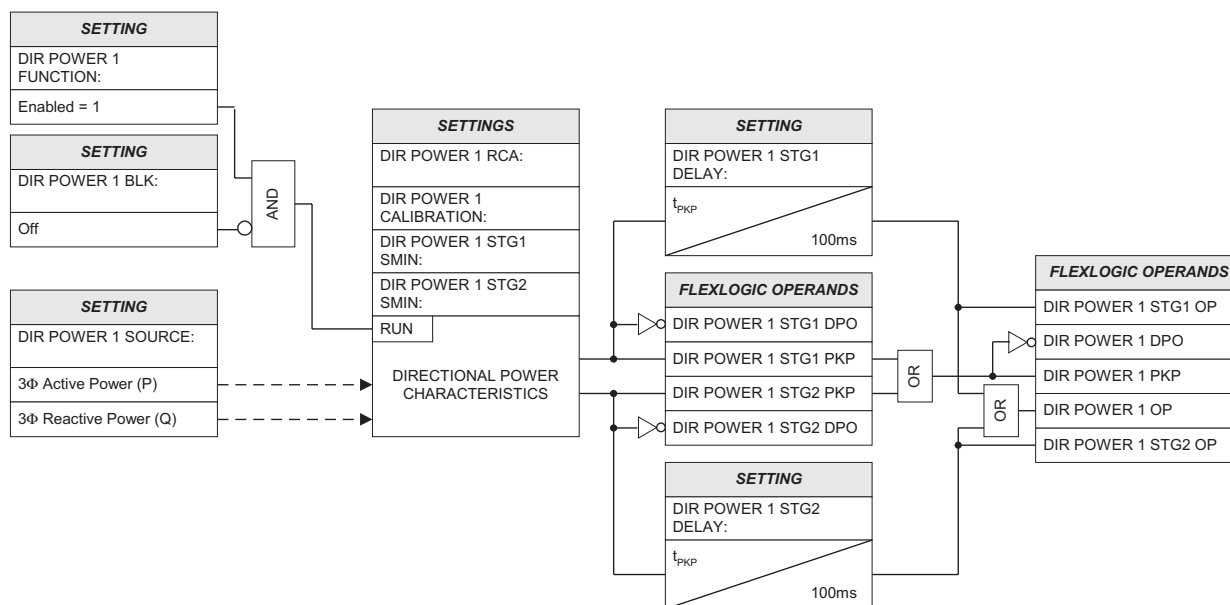 SETTING
DIR POWER 1
FUNCTION:
Enabled = 1
SETTING
DIR POWER 1 BLK:
Off
AND
SETTING
DIR POWER 1 SOURCE:
3Φ Active Power (P)
3Φ Reactive Power (Q)
SETTINGS
DIR POWER 1 RCA:
DIR POWER 1
CALIBRATION:
DIR POWER 1 STG1
SMIN:
DIR POWER 1 STG2
SMIN:
RUN
DIRECTIONAL POWER
CHARACTERISTICS
SETTING
DIR POWER 1 STG1
DELAY:
tPKP
100ms
FLEXLOGIC OPERANDS
DIR POWER 1 STG1 DPO
DIR POWER 1 STG1 PKP
DIR POWER 1 STG2 PKP
DIR POWER 1 STG2 DPO
SETTING
DIR POWER 1 STG2
DELAY:
tPKP
100ms
OR
OR
FLEXLOGIC OPERANDS
DIR POWER 1 STG1 OP
DIR POWER 1 DPO
DIR POWER 1 PKP
DIR POWER 1 OP
DIR POWER 1 STG2 OP